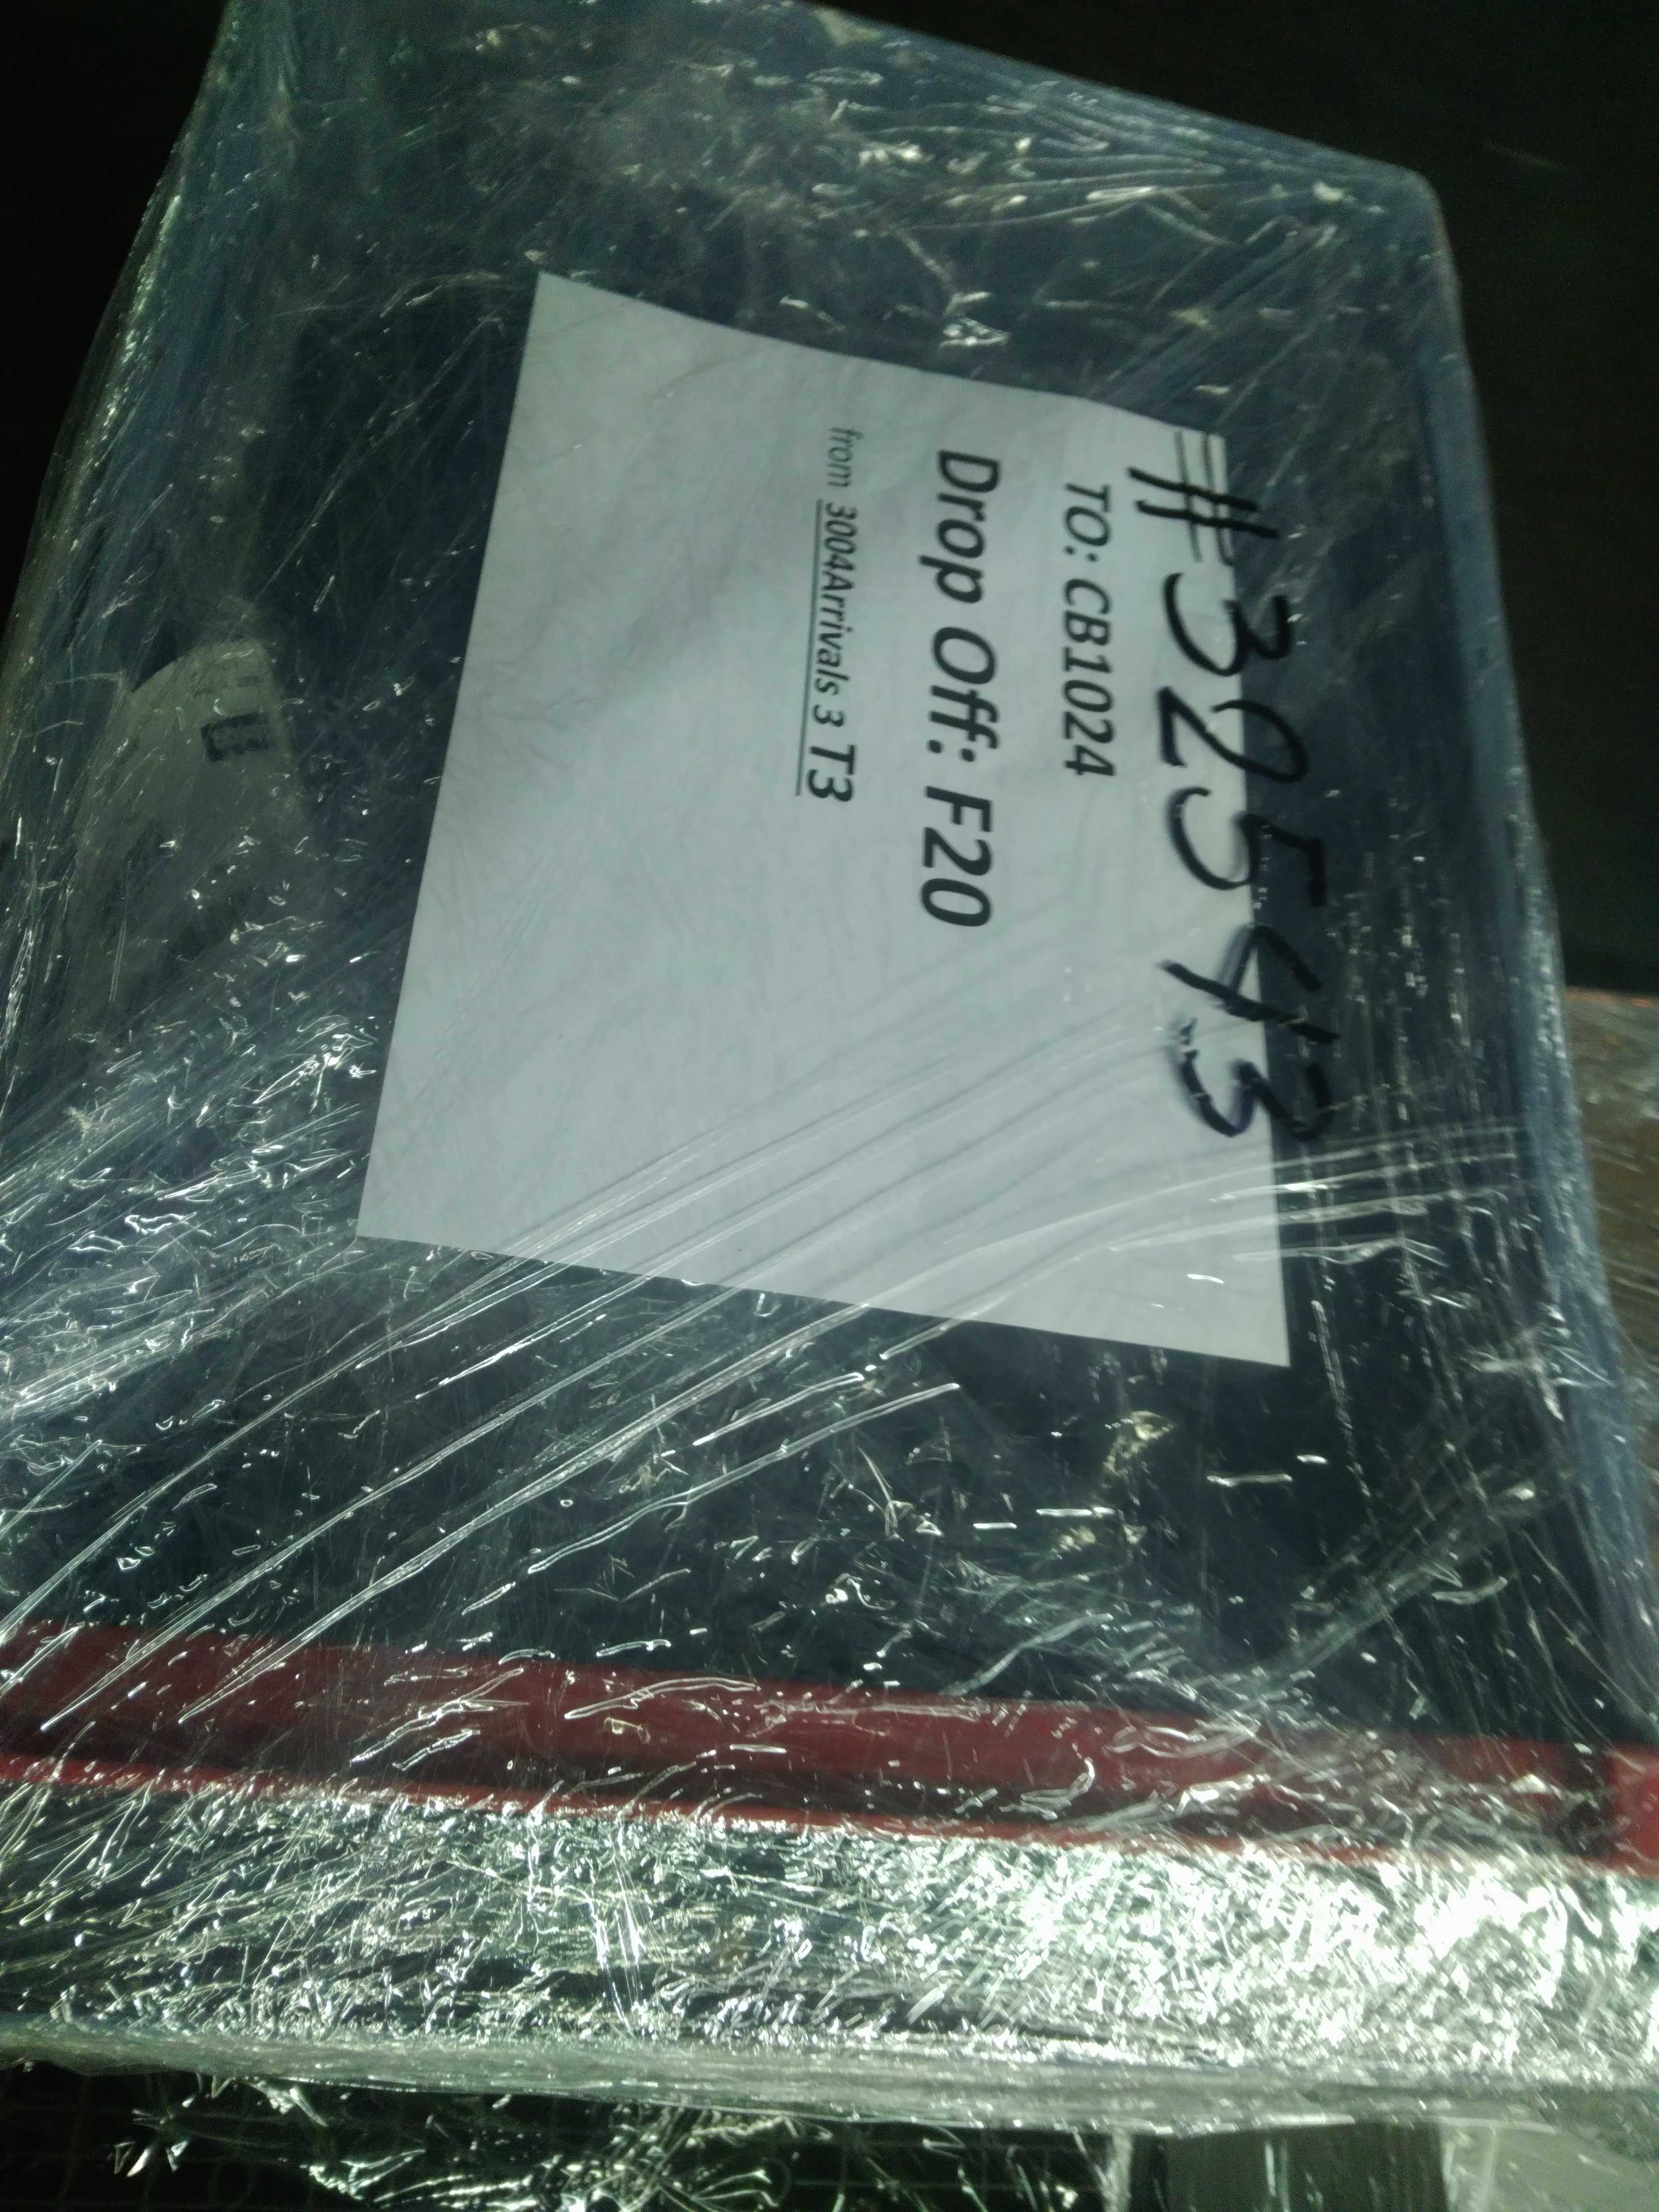 #32543
TO: CB1024
Drop Off: F20
from 3004Arrivals 3 T3